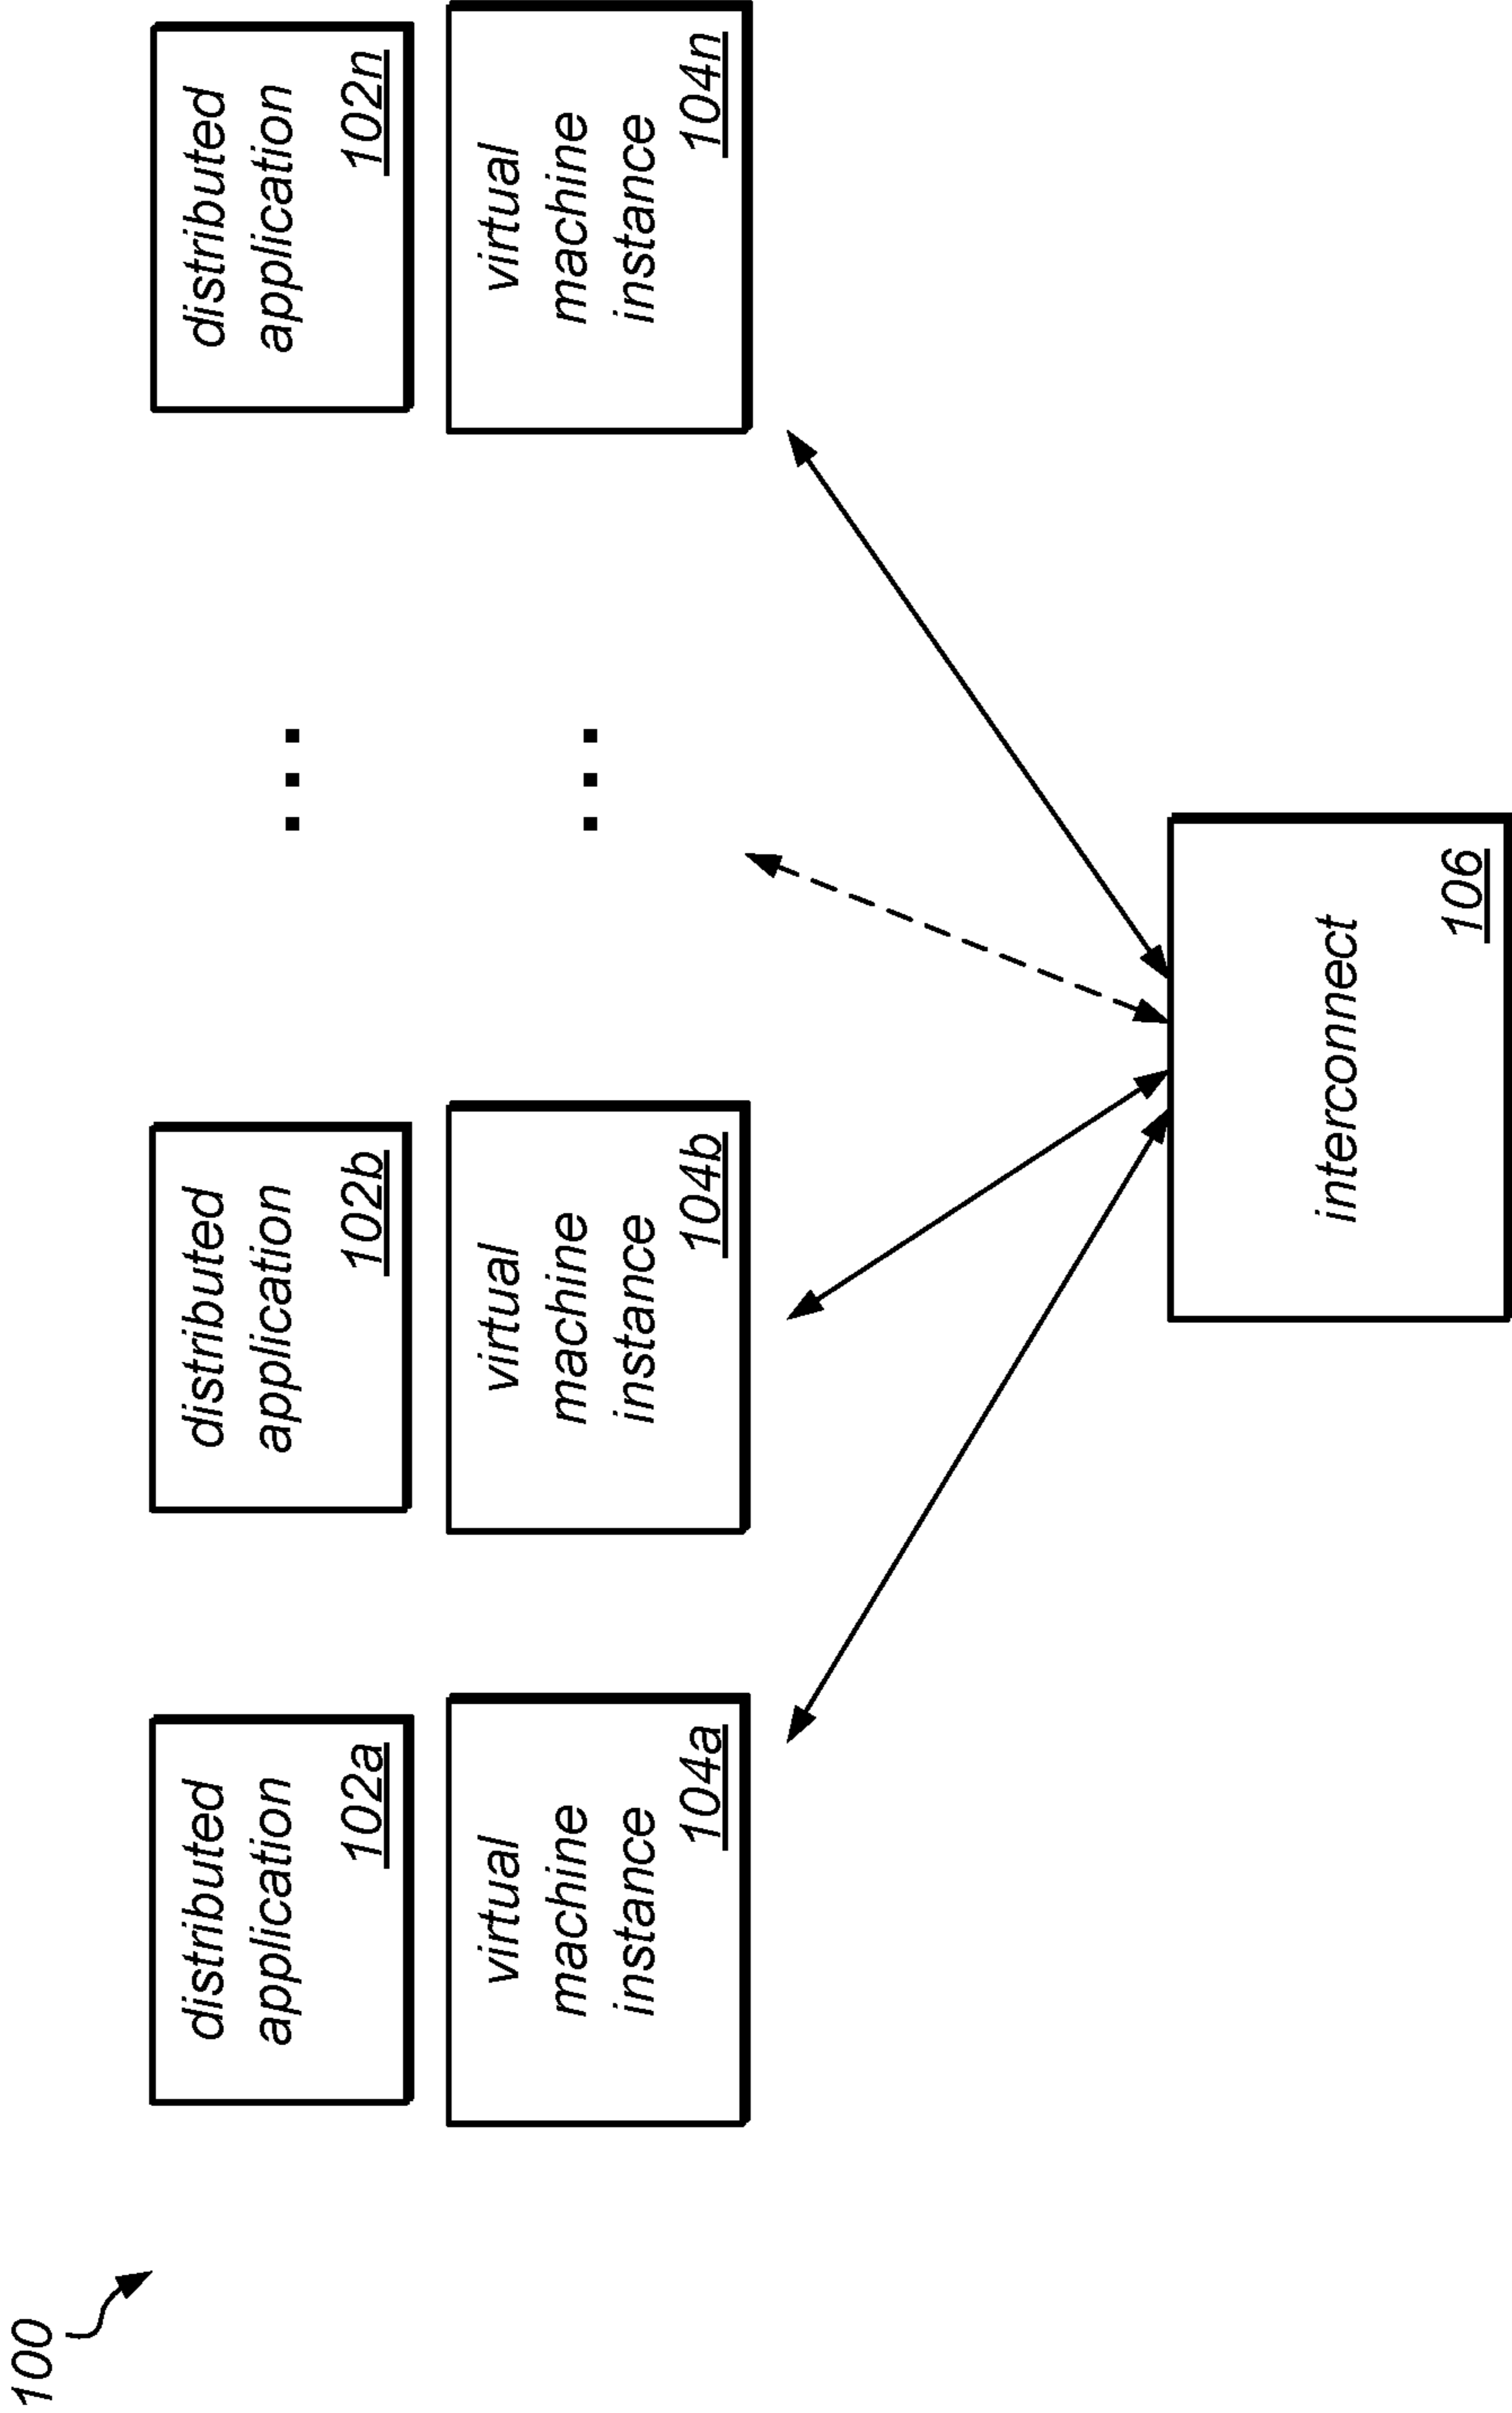 100
distributed
application
102a
distributed
application
102b
...
distributed
application
102n
virtual
machine
instance
104a
virtual
machine
instance
104b
...
virtual
machine
instance
104n
interconnect
106